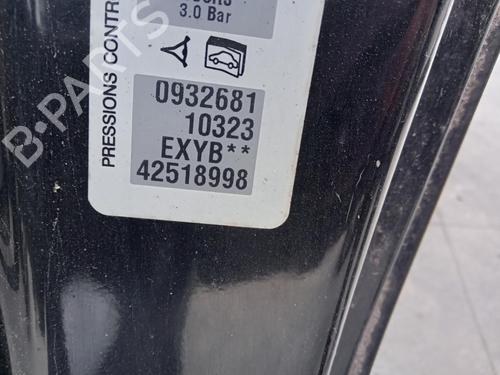 3.0 Bar
PRESSIONS CONTR
0932681
10323
EXYB**
42518998
B-PARTS